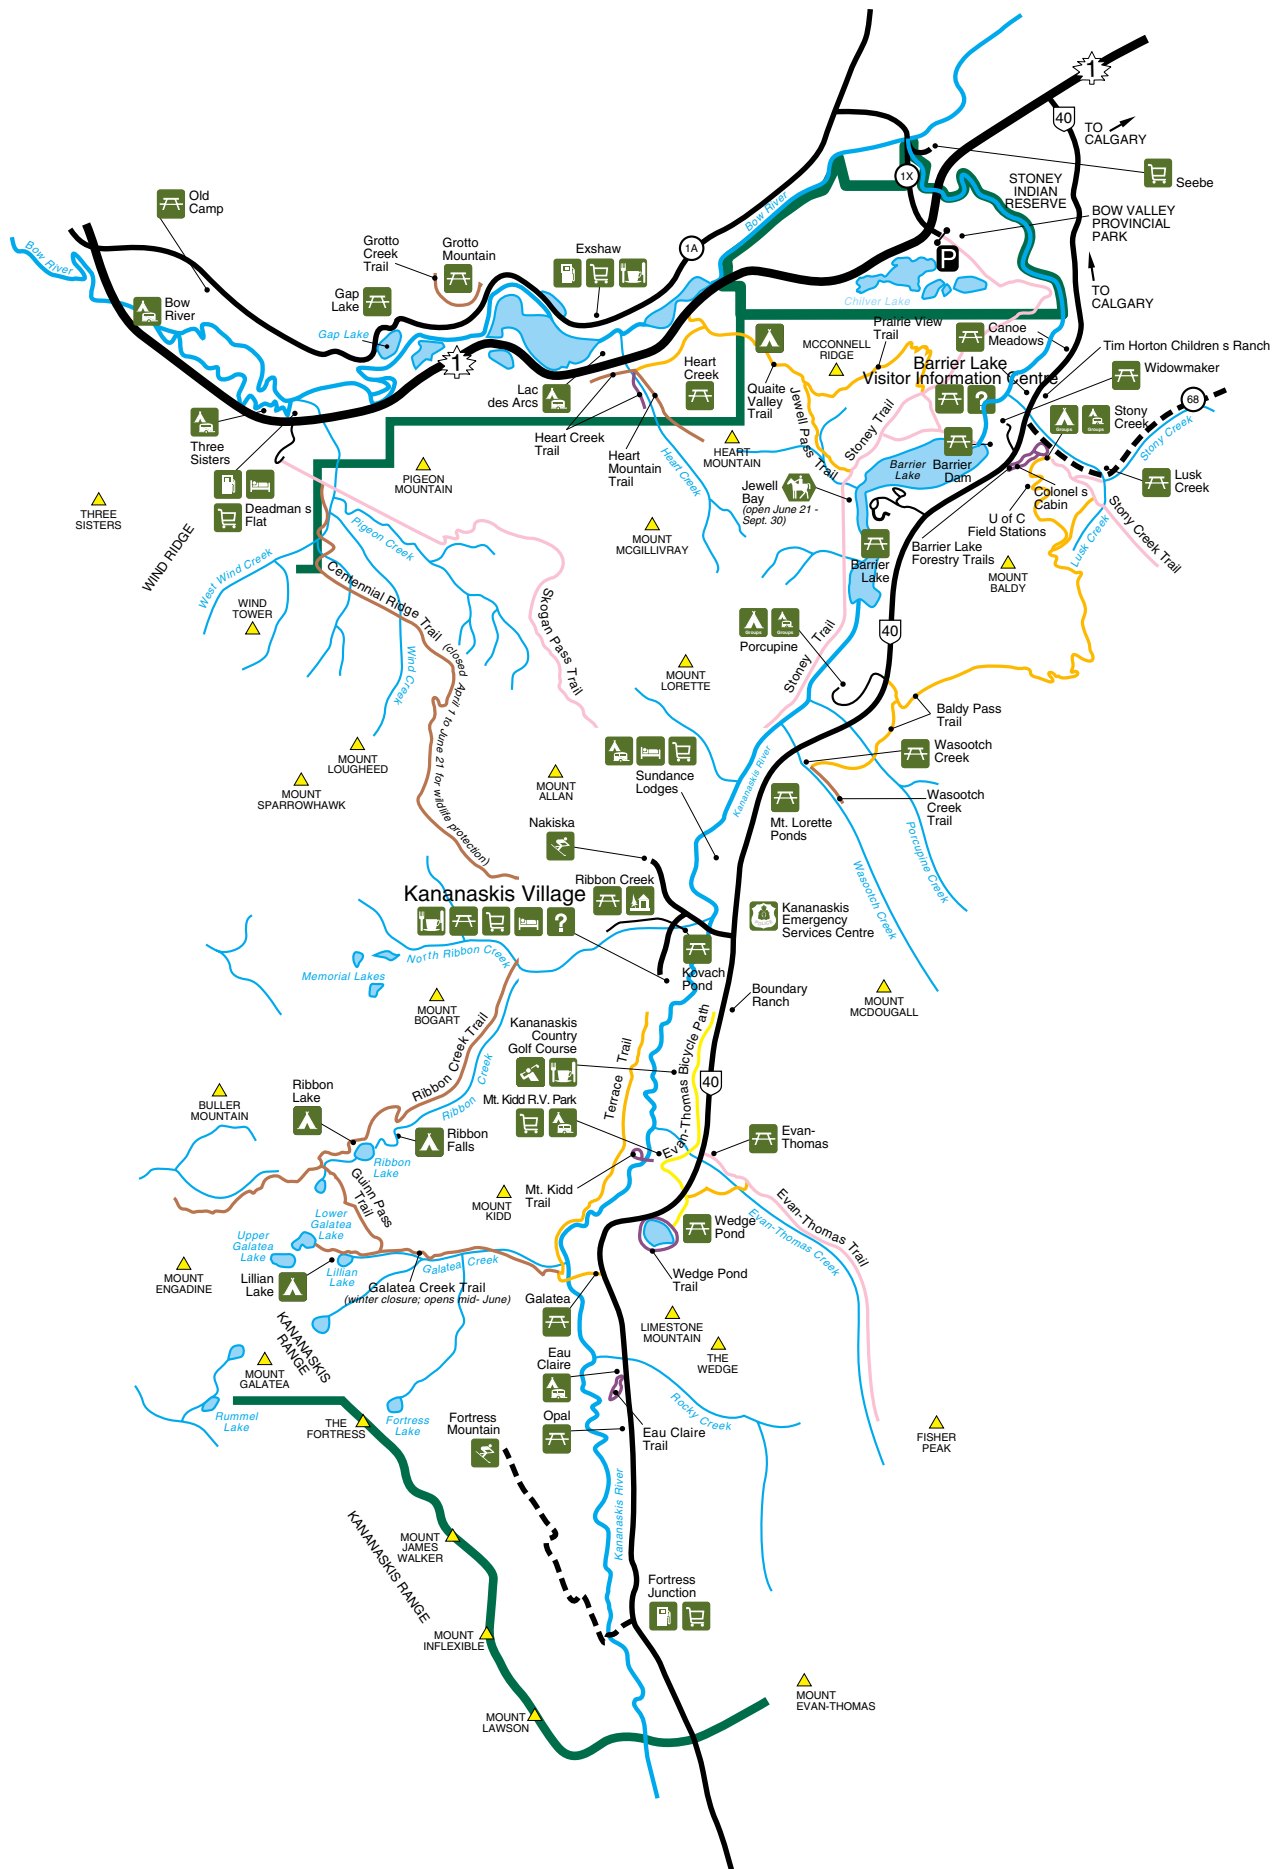 1
40
TO
CALGARY
Seebe
1X
STONEY
INDIAN
RESERVE
BOW VALLEY
PROVINCIAL
PARK
P
TO
CALGARY
Old
Camp
Bow River
Grotto
Creek
Trail
Grotto
Mountain
Exshaw
1A
Bow River
Gap
Lake
Gap Lake
Bow
River
1
Chilver Lake
Prairie View
Trail
Canoe
Meadows
MCCONNELL
RIDGE
Tim Horton Children s Ranch
Barrier Lake
Visitor Information Centre
?
Widowmaker
68
Heart
Creek
Quaite
Valley
Trail
Lac
des Arcs
Jewell Pass Trail
Stoney Trail
Groups
Groups
Stony
Creek
Stony Creek
Three
Sisters
Heart Creek
Trail
Heart
Mountain
Trail
HEART
MOUNTAIN
Heart Creek
Barrier
Lake
Barrier
Dam
Lusk
Creek
PIGEON
MOUNTAIN
Deadman s
Flat
THREE
SISTERS
WIND RIDGE
Jewell
Bay
(open June 21 -
Sept. 30)
Colonel s
Cabin
U of C
Field Stations
Stony Creek Trail
Lusk Creek
MOUNT
MCGILLIVRAY
Pigeon Creek
Barrier Lake
Forestry Trails
Barrier
Lake
MOUNT
BALDY
West Wind Creek
Centennial Ridge Trail
(closed April 1 to June 21 for wildlife protection)
WIND
TOWER
Skogan Pass Trail
Wind Creek
Groups
Groups
Porcupine
40
Stoney Trail
MOUNT
LORETTE
Baldy Pass
Trail
MOUNT
LOUGHEED
MOUNT
SPARROWHAWK
MOUNT
ALLAN
Sundance
Lodges
Kananaskis River
Wasootch
Creek
Wasootch
Creek
Trail
Mt. Lorette
Ponds
Porcupine Creek
Wasootch Creek
Nakiska
Ribbon Creek
Kananaskis Village
?
Kananaskis
Emergency
Services Centre
North Ribbon Creek
Memorial Lakes
Kovach
Pond
MOUNT
BOGART
Boundary
Ranch
MOUNT
MCDOUGALL
Kananaskis
Country
Golf Course
Ribbon Creek Trail
Ribbon Creek
Terrace Trail
Evan-Thomas Bicycle Path
40
BULLER
MOUNTAIN
Ribbon
Lake
Mt. Kidd R.V. Park
Ribbon
Falls
Evan-
Thomas
Ribbon
Lake
Guinn Pass
Trail
MOUNT
KIDD
Mt. Kidd
Trail
Evan-Thomas Trail
Evan-Thomas Creek
Lower
Galatea
Lake
Upper
Galatea
Lake
Wedge
Pond
MOUNT
ENGADINE
Lillian
Lake
Lillian
Lake
Galatea Creek
Galatea Creek Trail
(winter closure; opens mid- June)
Wedge Pond
Trail
Galatea
KANANASKIS
RANGE
LIMESTONE
MOUNTAIN
THE
WEDGE
MOUNT
GALATEA
Eau
Claire
Rocky Creek
Rummel
Lake
THE
FORTRESS
Fortress
Lake
Fortress
Mountain
Opal
Eau Claire
Trail
FISHER
PEAK
Kananaskis River
KANANASKIS RANGE
MOUNT
JAMES
WALKER
Fortress
Junction
MOUNT
INFLEXIBLE
MOUNT
EVAN-THOMAS
MOUNT
LAWSON